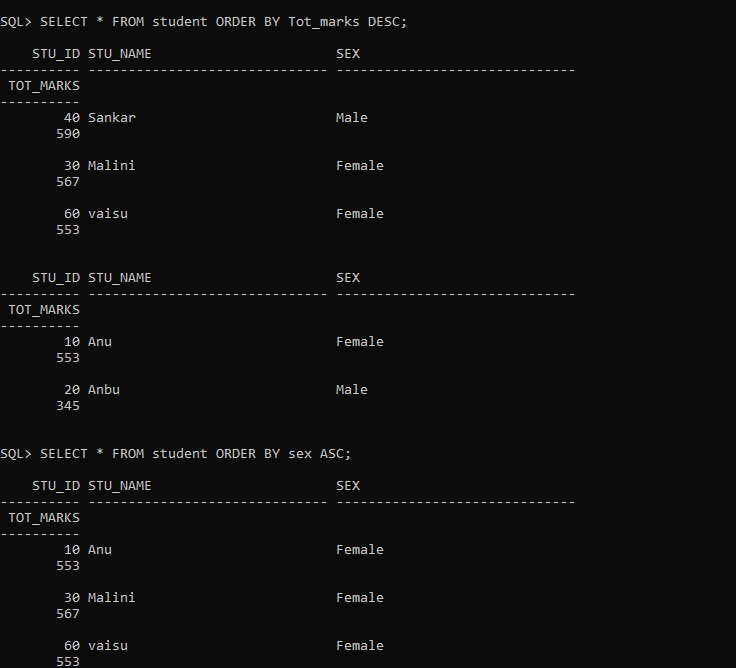 SQL> SELECT * FROM student ORDER BY Tot_marks DESC;
STU_ID STU_NAME SEX
---------- ------------------------------ ------------------------------
TOT_MARKS
----------
40 Sankar Male
590
30 Malini Female
567
60 vaisu Female
553
STU_ID STU_NAME SEX
---------- ------------------------------ ------------------------------
TOT_MARKS
----------
10 Anu Female
553
20 Anbu Male
345
SQL> SELECT * FROM student ORDER BY sex ASC;
STU_ID STU_NAME SEX
---------- ------------------------------ ------------------------------
TOT_MARKS
----------
10 Anu Female
553
30 Malini Female
567
60 vaisu Female
553